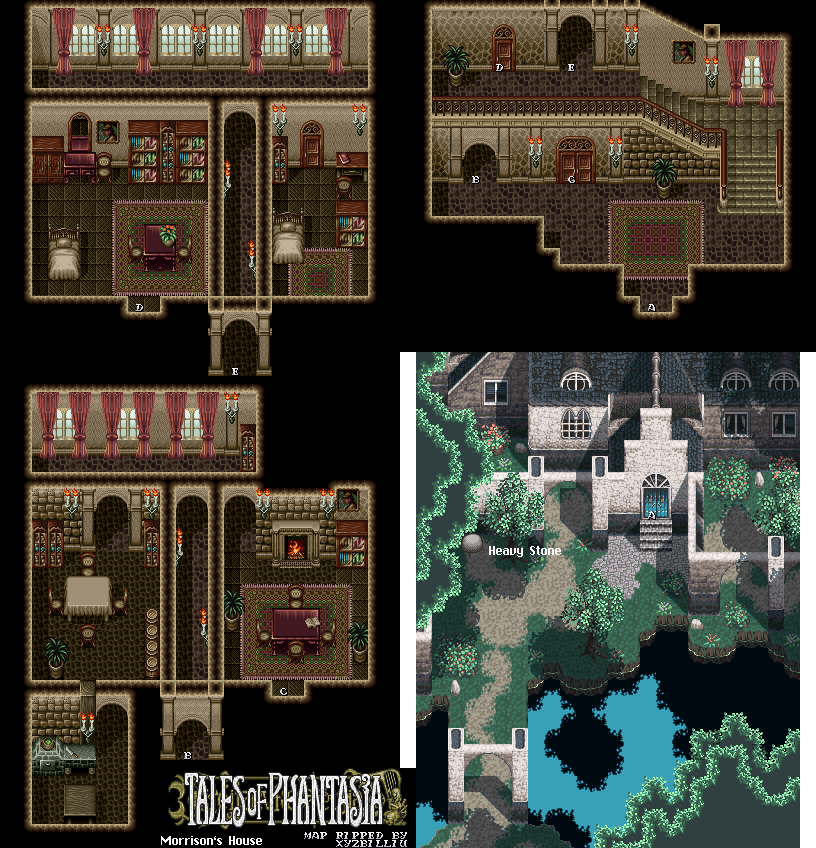 D
E
B
C
A
D
E
A
Heavy Stone
C
B
TALES OF PHANTASIA
Morrison's House
MAP RIPPED BY
XYZBILLIU